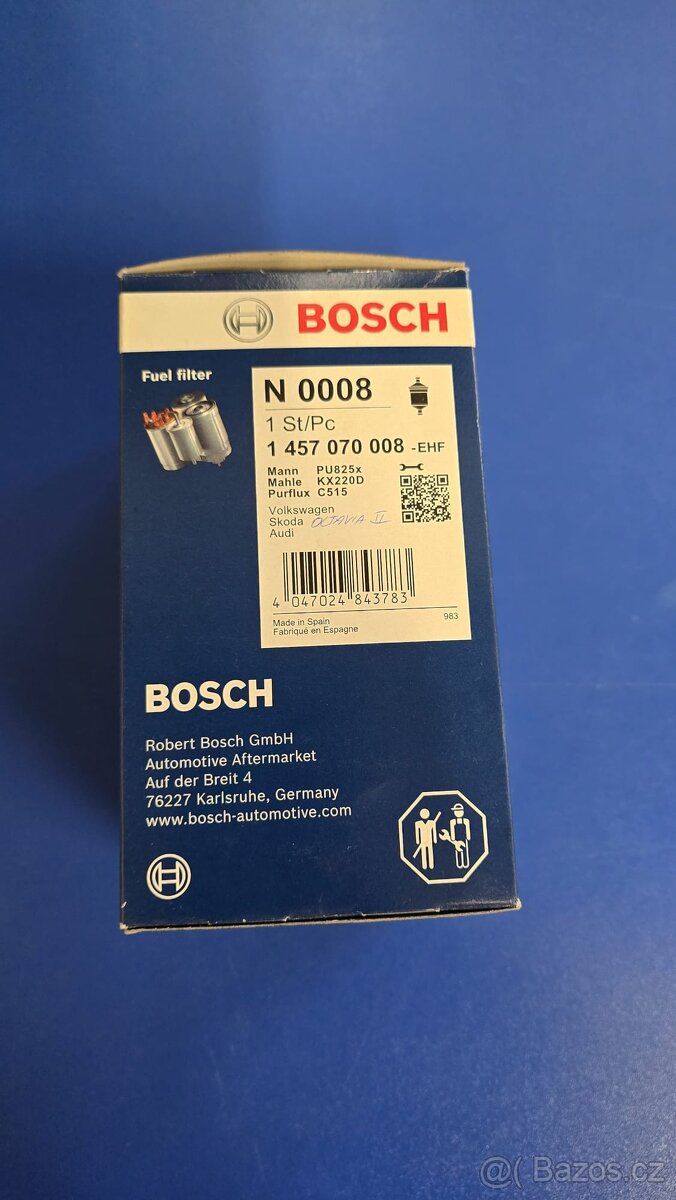 BOSCH
Fuel filter
N 0008
1 St/Pc
1 457 070 008 -EHF
Mann PU825x
Mahle KX220D
Purflux C515
Volkswagen
Skoda OCTAVIA II
Audi
4 047024 843783
Made in Spain
Fabriqué en Espagne
983
BOSCH
Robert Bosch GmbH
Automotive Aftermarket
Auf der Breit 4
76227 Karlsruhe, Germany
www.bosch-automotive.com
@( Bazos.cz